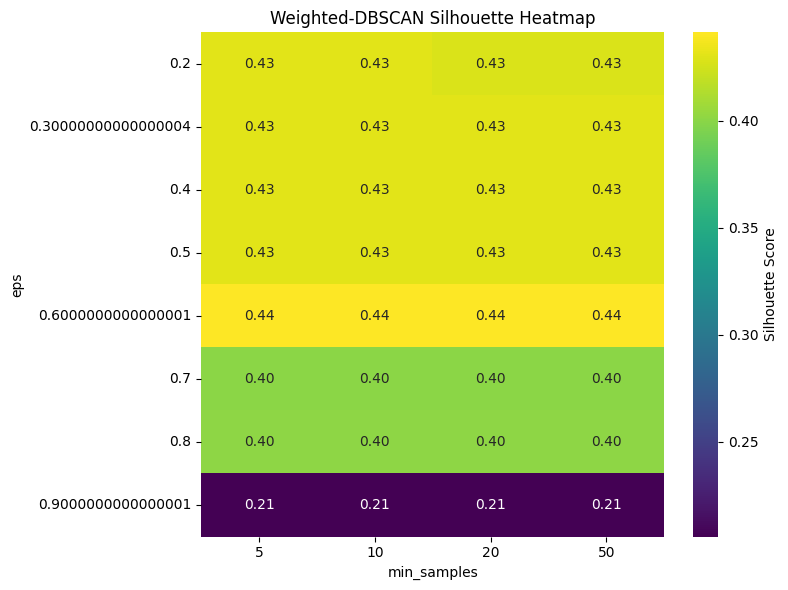 Weighted-DBSCAN Silhouette Heatmap
0.2 0.43 0.43 0.43 0.43
0.30000000000000004 0.43 0.43 0.43 0.43
0.4 0.43 0.43 0.43 0.43
0.5 0.43 0.43 0.43 0.43
0.6000000000000001 0.44 0.44 0.44 0.44
0.7 0.40 0.40 0.40 0.40
0.8 0.40 0.40 0.40 0.40
0.9000000000000001 0.21 0.21 0.21 0.21
5 10 20 50
min_samples
eps
0.40
0.35
0.30
0.25
Silhouette Score